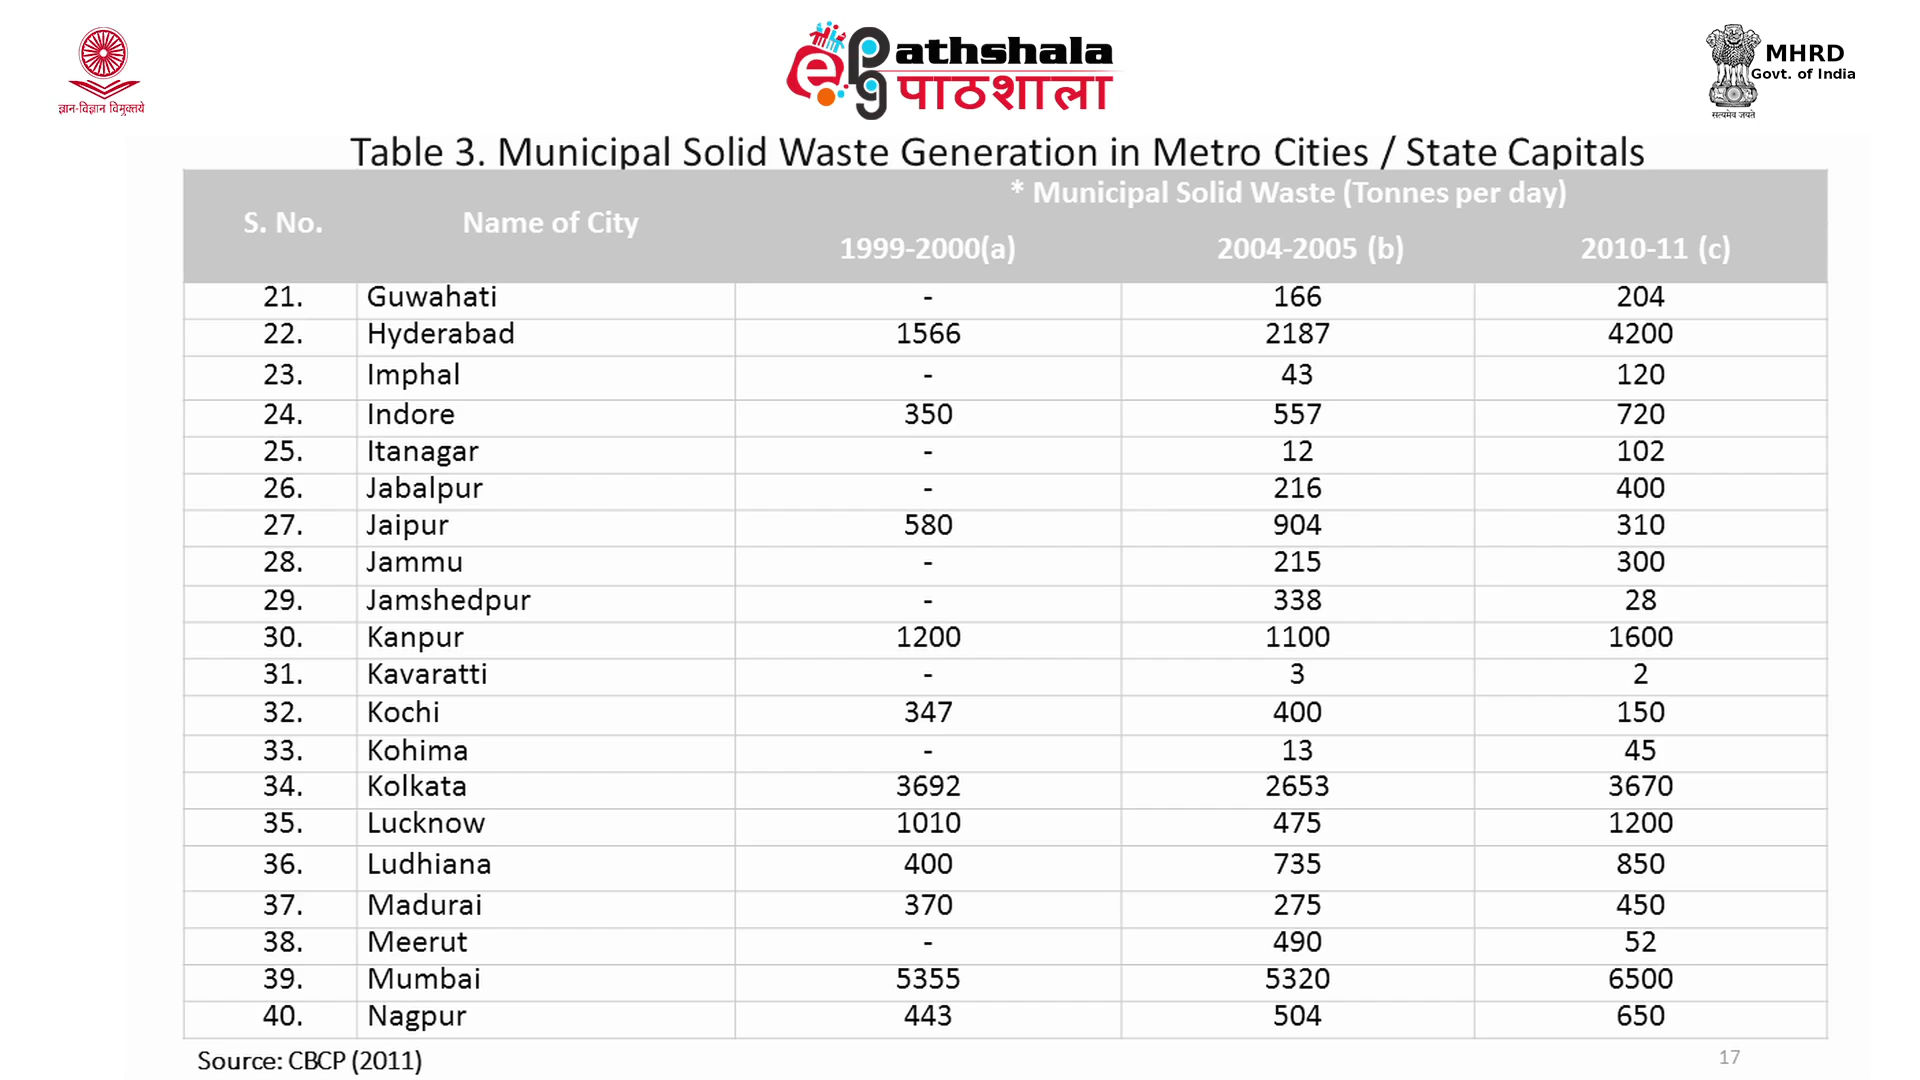 ज्ञान-विज्ञान विमुक्तये
ePGathshala
पाठशाला
MHRD
Govt. of India
सत्यमेव जयते
Table 3. Municipal Solid Waste Generation in Metro Cities / State Capitals
S. No. Name of City * Municipal Solid Waste (Tonnes per day)
1999-2000(a) 2004-2005 (b) 2010-11 (c)
21. Guwahati - 166 204
22. Hyderabad 1566 2187 4200
23. Imphal - 43 120
24. Indore 350 557 720
25. Itanagar - 12 102
26. Jabalpur - 216 400
27. Jaipur 580 904 310
28. Jammu - 215 300
29. Jamshedpur - 338 28
30. Kanpur 1200 1100 1600
31. Kavaratti - 3 2
32. Kochi 347 400 150
33. Kohima - 13 45
34. Kolkata 3692 2653 3670
35. Lucknow 1010 475 1200
36. Ludhiana 400 735 850
37. Madurai 370 275 450
38. Meerut - 490 52
39. Mumbai 5355 5320 6500
40. Nagpur 443 504 650
Source: CBCP (2011)
17